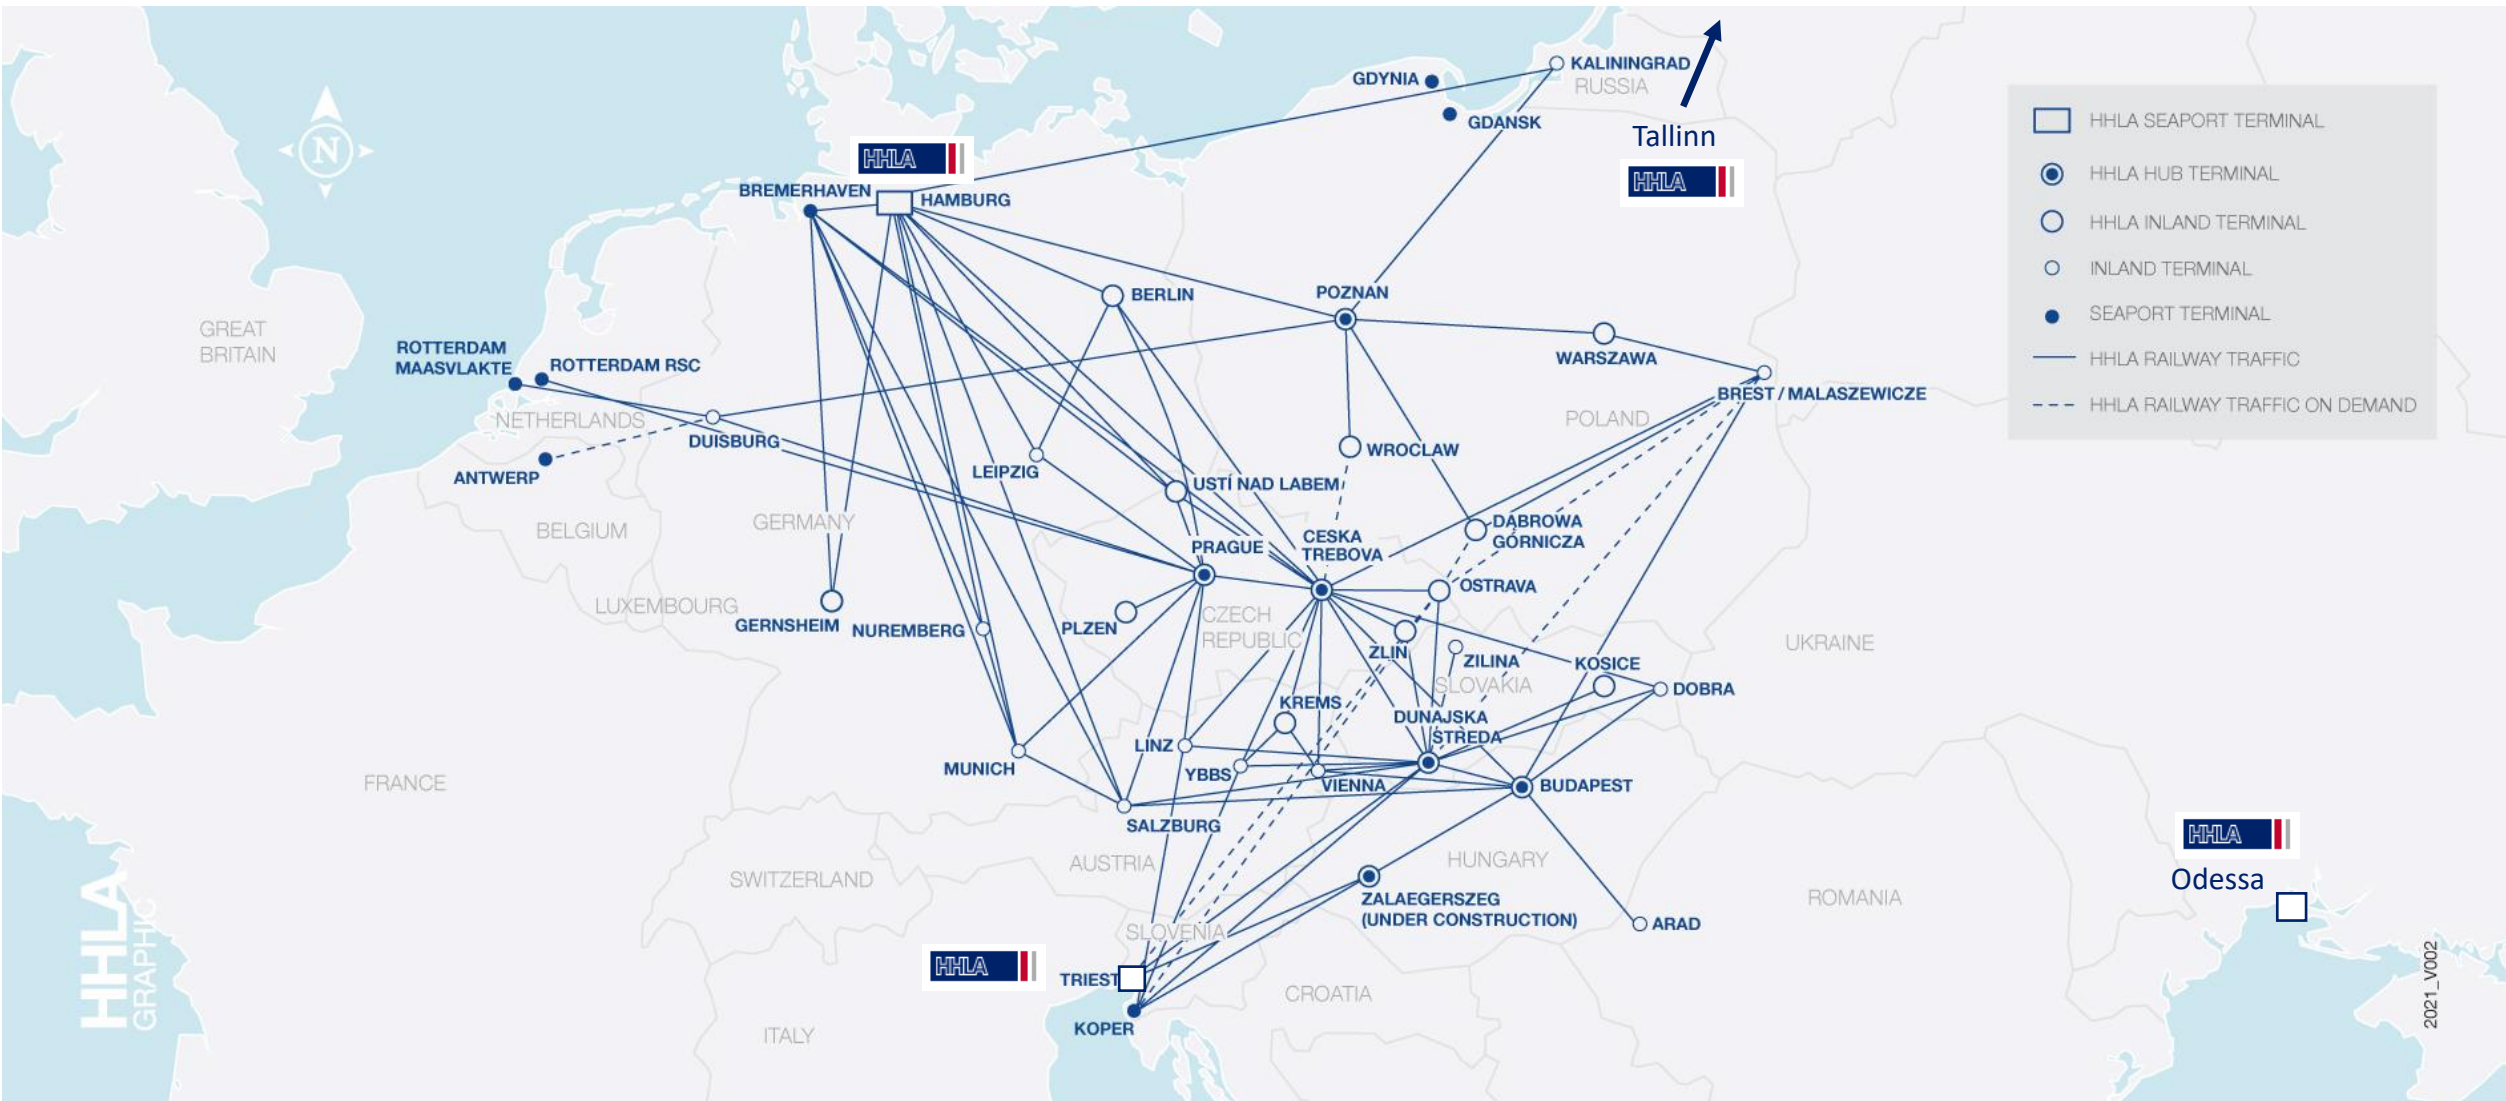 KALININGRAD
RUSSIA
GDYNIA
GDANSK
Tallinn
HHLA
HHLA
N
BREMERHAVEN
HAMBURG
HHLA SEAPORT TERMINAL
HHLA HUB TERMINAL
HHLA INLAND TERMINAL
INLAND TERMINAL
SEAPORT TERMINAL
HHLA RAILWAY TRAFFIC
HHLA RAILWAY TRAFFIC ON DEMAND
BERLIN
POZNAN
GREAT
BRITAIN
ROTTERDAM
MAASVLAKTE
ROTTERDAM RSC
WARSZAWA
BREST / MALASZEWICZE
NETHERLANDS
POLAND
DUISBURG
WROCLAW
LEIPZIG
ANTWERP
USTÍ NAD LABEM
GERMANY
BELGIUM
DABROWA
GÓRNICZA
PRAGUE
CESKA
TREBOVA
OSTRAVA
LUXEMBOURG
GERNSHEIM
NUREMBERG
PLZEN
CZECH
REPUBLIC
ZLIN
ZILINA
KOSICE
UKRAINE
SLOVAKIA
DOBRA
KREMS
DUNAJSKA
STREDA
LINZ
MUNICH
YBBS
VIENNA
BUDAPEST
FRANCE
SALZBURG
HHLA
AUSTRIA
HUNGARY
SWITZERLAND
Odessa
ZALAEGERSZEG
(UNDER CONSTRUCTION)
ROMANIA
ARAD
SLOVENIA
HHLA
TRIEST
CROATIA
KOPER
ITALY
HHLA
GRAPHIC
2021_V002